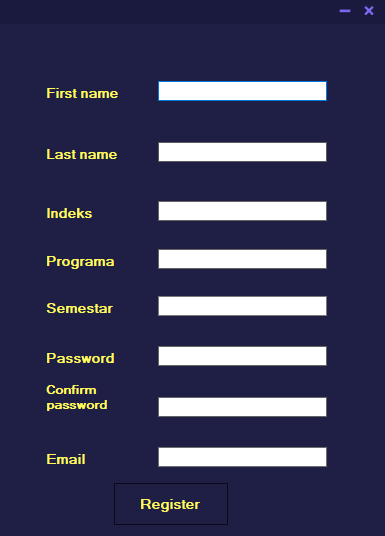 First name
Last name
Indeks
Programa
Semestar
Password
Confirm
password
Email
Register